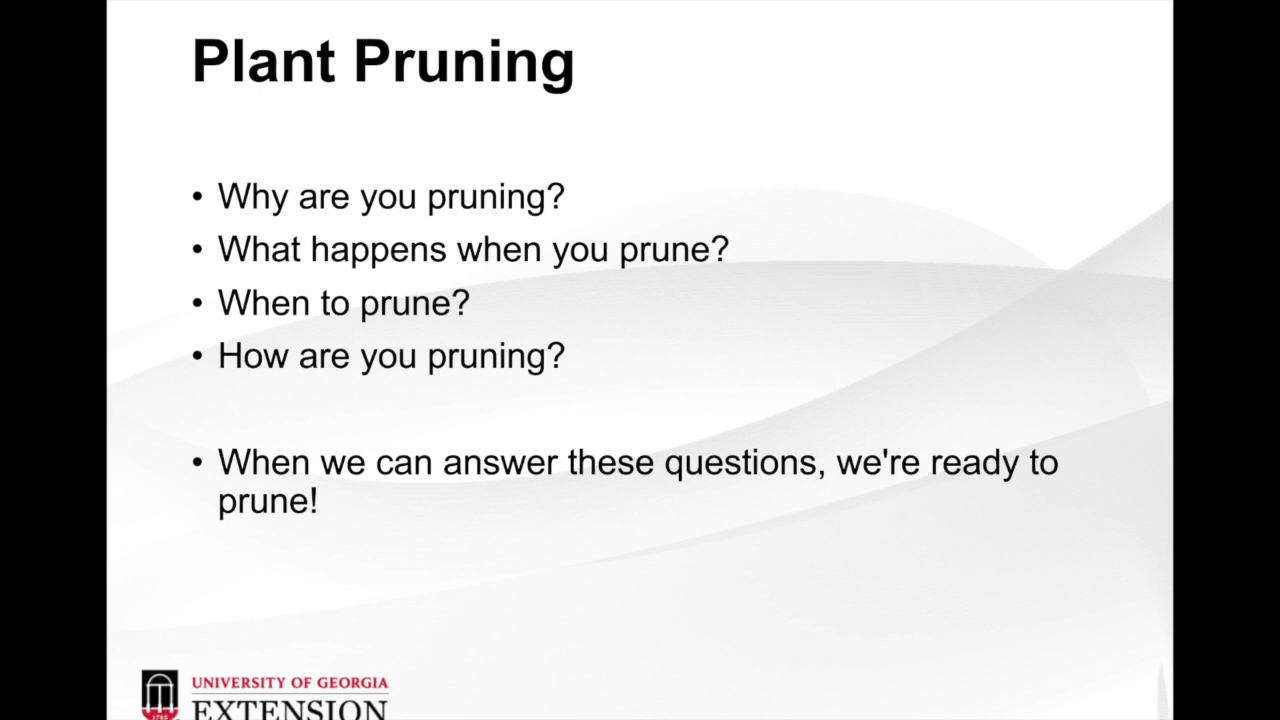 Plant Pruning
• Why are you pruning?
• What happens when you prune?
• When to prune?
• How are you pruning?
• When we can answer these questions, we're ready to
prune!
UNIVERSITY OF GEORGIA
EXTENSION
1785